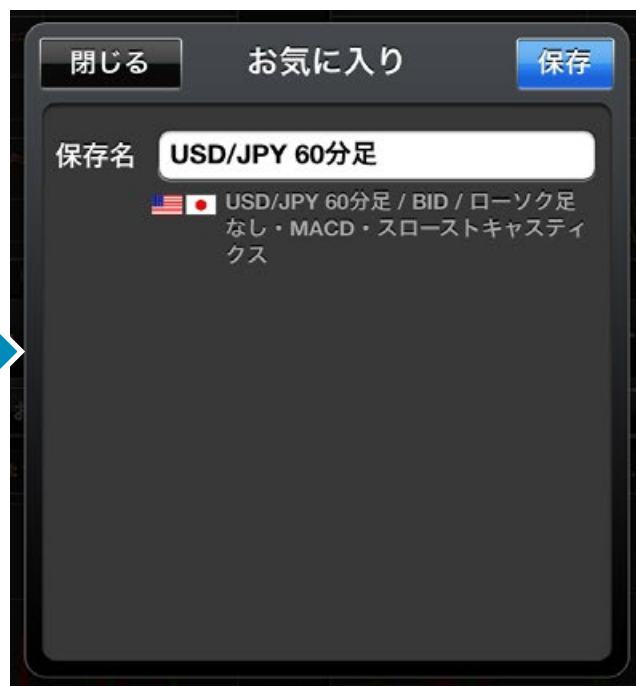 閉じる お気に入り 保存
保存名 USD/JPY 60分足
USD/JPY 60分足 / BID / ローソク足
なし・MACD・スローストキャスティ
クス